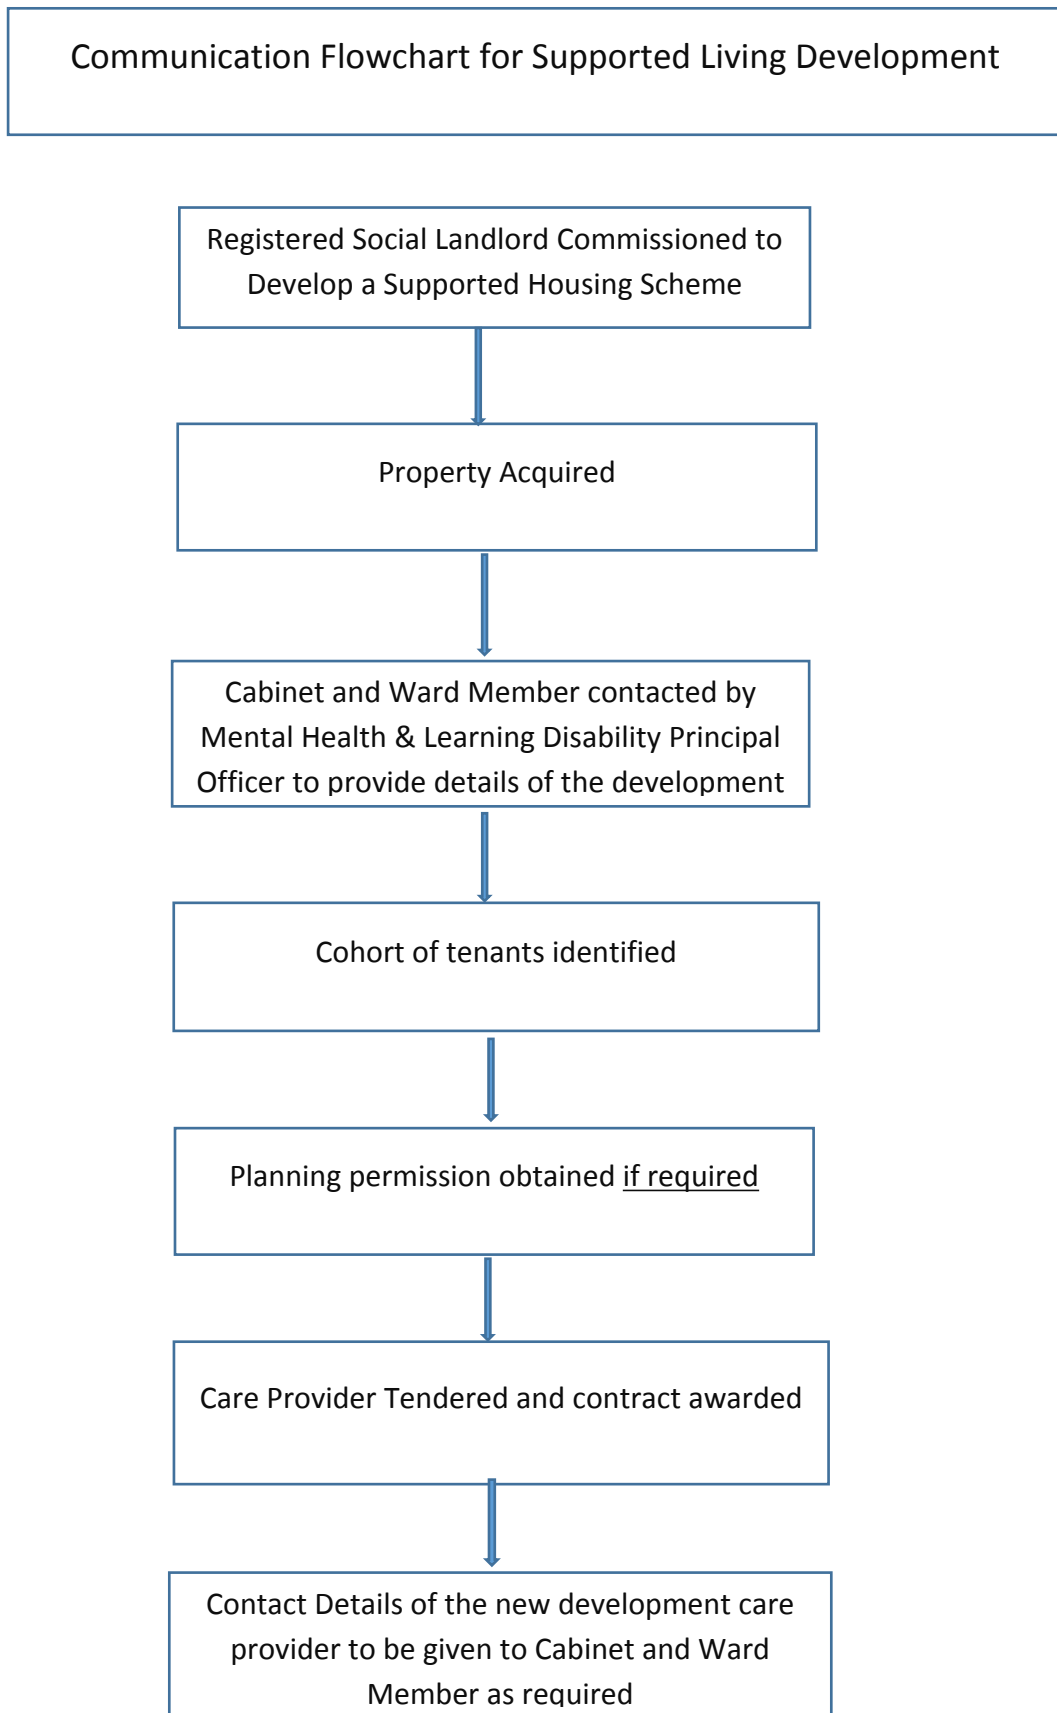 Communication Flowchart for Supported Living Development
Registered Social Landlord Commissioned to
Develop a Supported Housing Scheme
Property Acquired
Cabinet and Ward Member contacted by
Mental Health & Learning Disability Principal
Officer to provide details of the development
Cohort of tenants identified
Planning permission obtained if required
Care Provider Tendered and contract awarded
Contact Details of the new development care
provider to be given to Cabinet and Ward
Member as required